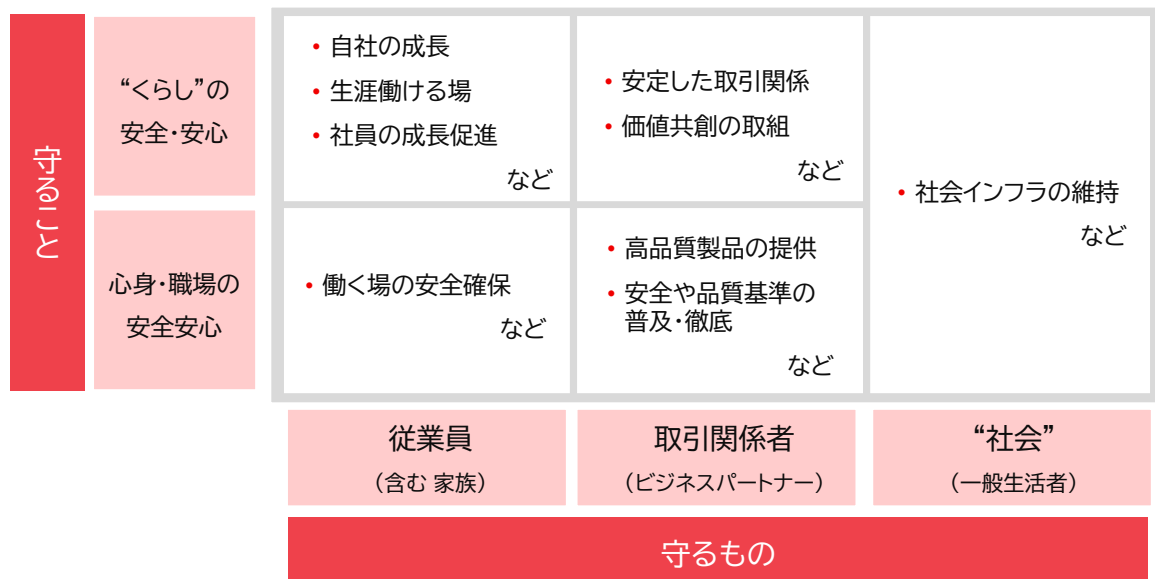 守ること
“くらし”の
安全・安心
• 自社の成長
• 生涯働ける場
• 社員の成長促進
など
• 安定した取引関係
• 価値共創の取組
など
• 社会インフラの維持
など
心身・職場の
安全安心
• 働く場の安全確保
など
• 高品質製品の提供
• 安全や品質基準の
普及・徹底
など
従業員
（含む 家族）
取引関係者
（ビジネスパートナー）
“社会”
（一般生活者）
守るもの